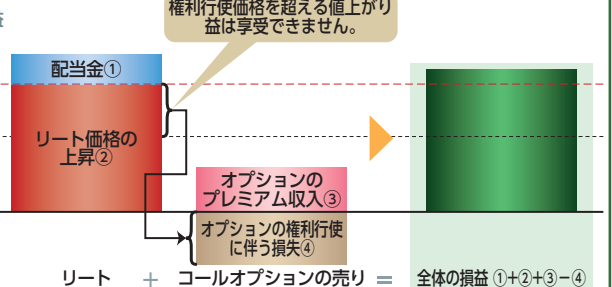 益
権利行使価格を超える値上がり
益は享受できません。
配当金①
リート価格の
上昇②
オプションの
プレミアム収入③
オプションの権利行使
に伴う損失④
リート + コールオプションの売り = 全体の損益 ①+②+③-④